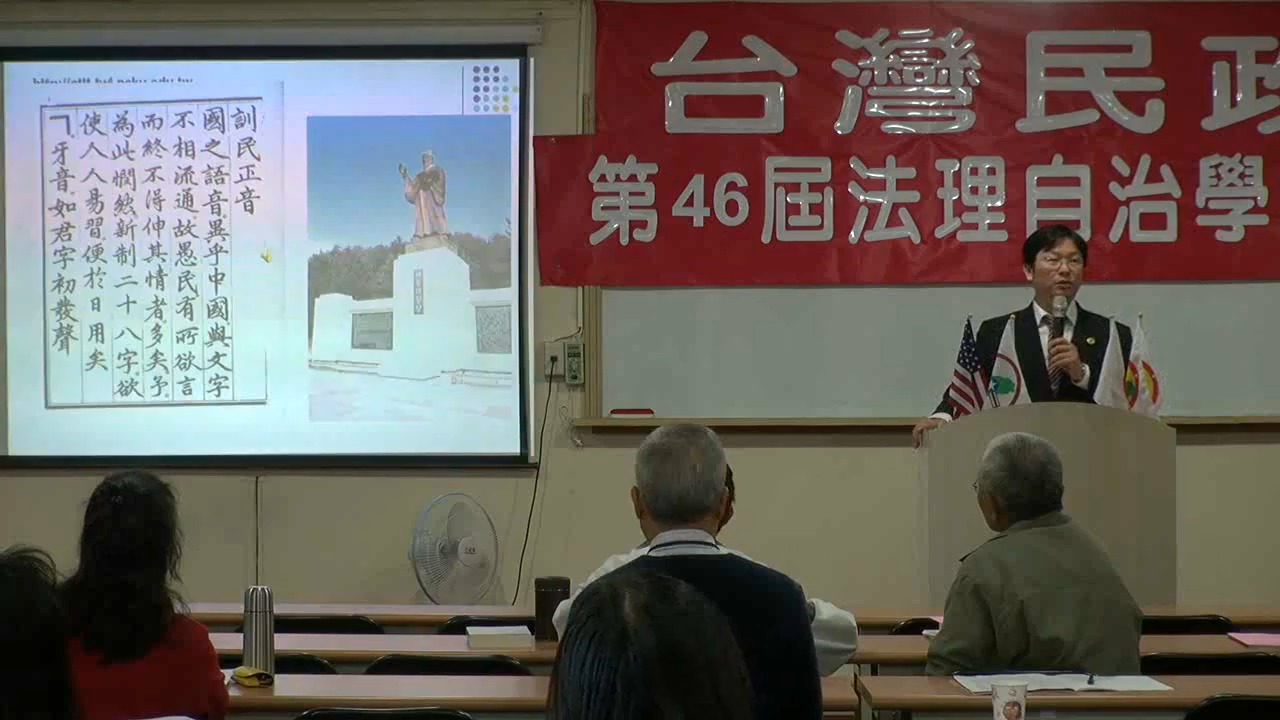 台灣民政
第46屆法理自治學
訓民正音
國之語音異乎中國與文字
不相流通故愚民有所欲言
而終不得伸其情者多矣予
為此憫然新制二十八字欲
使人人易習便於日用矣
ㄱ牙音如君字初發聲